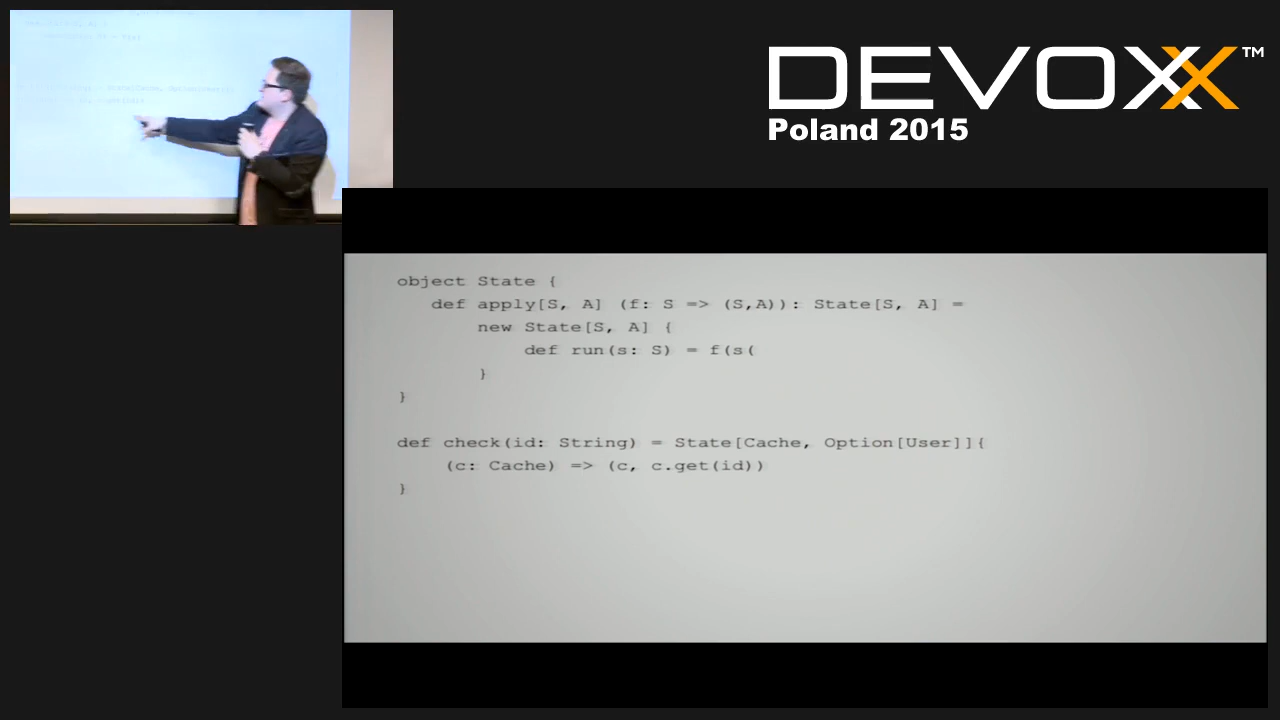 DEVOXX™
Poland 2015
object State {
def apply[S, A] (f: S => (S,A)): State[S, A] =
new State[S, A] {
def run(s: S) = f(s(
}
}
def check(id: String) = State[Cache, Option[User]]{
(c: Cache) => (c, c.get(id))
}